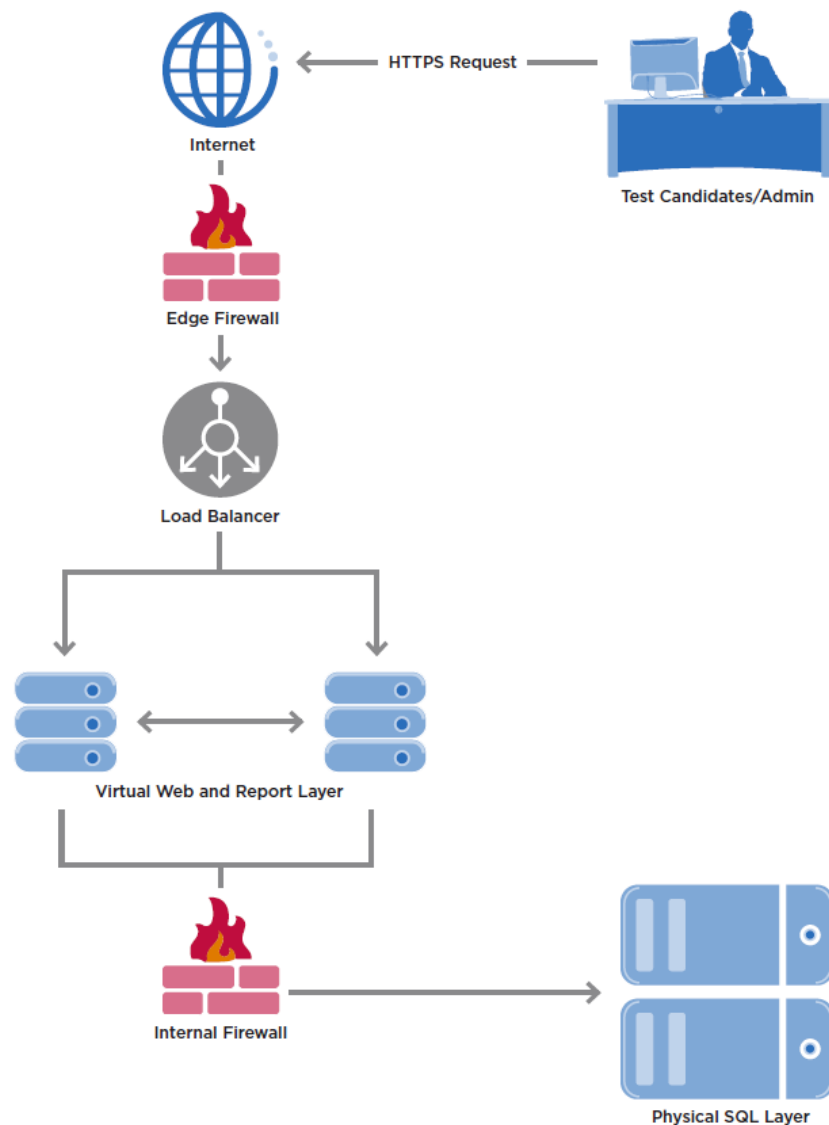 HTTPS Request
Internet
Test Candidates/Admin
Edge Firewall
Load Balancer
Virtual Web and Report Layer
Internal Firewall
Physical SQL Layer